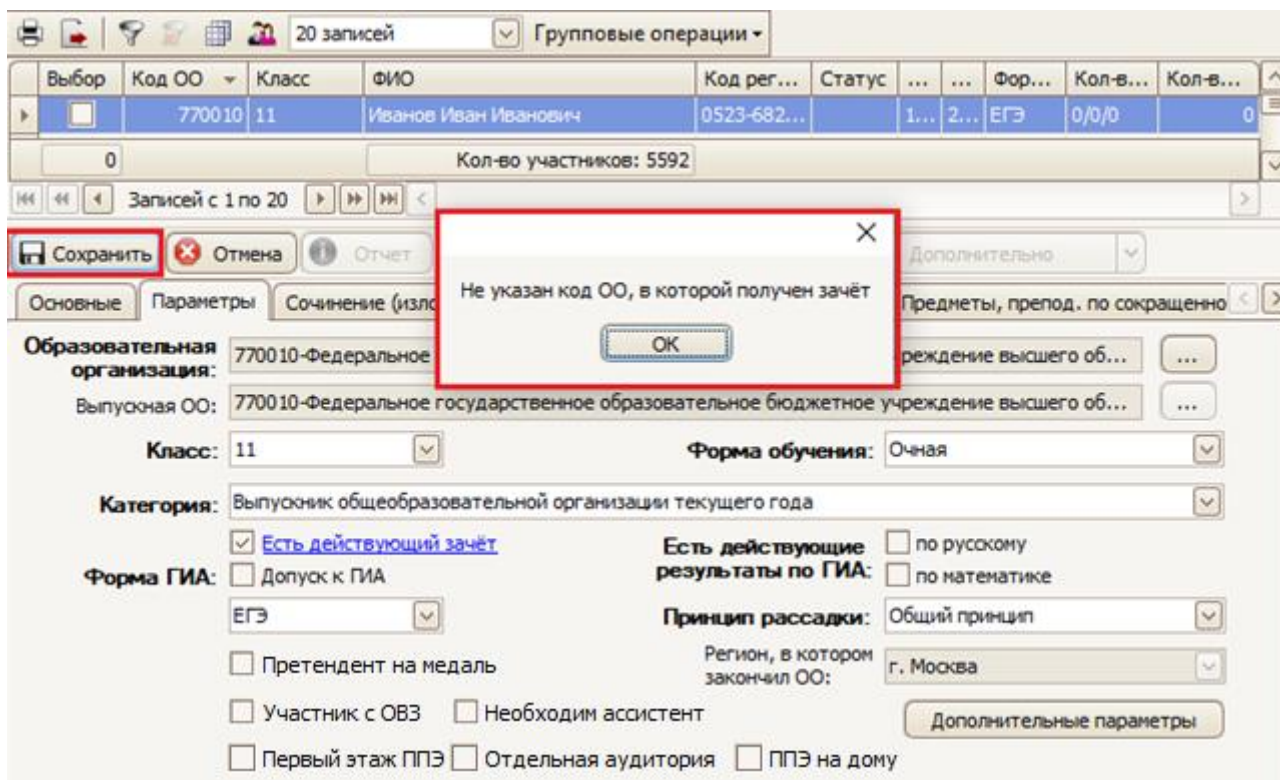 20 записей Групповые операции
Выбор Код ОО Класс ФИО Код рег... Статус ... ... Фор... Кол-в... Кол-в...
770010 11 Иванов Иван Иванович 0523-682... 1... 2... ЕГЭ 0/0/0 0
0 Кол-во участников: 5592
Записей с 1 по 20
Сохранить Отмена Отчет Дополнительно
Не указан код ОО, в которой получен зачёт
ОК
Основные Параметры Сочинение (изло Предметы, препод. по сокращенно
Образовательная организация: 770010-Федеральное реждение высшего об... ...
Выпускная ОО: 770010-Федеральное государственное образовательное бюджетное учреждение высшего об... ...
Класс: 11 Форма обучения: Очная
Категория: Выпускник общеобразовательной организации текущего года
Есть действующий зачёт Есть действующие результаты по ГИА: по русскому
Форма ГИА: Допуск к ГИА по математике
ЕГЭ Принцип рассадки: Общий принцип
Претендент на медаль Регион, в котором закончил ОО: г. Москва
Участник с ОВЗ Необходим ассистент Дополнительные параметры
Первый этаж ППЭ Отдельная аудитория ППЭ на дому